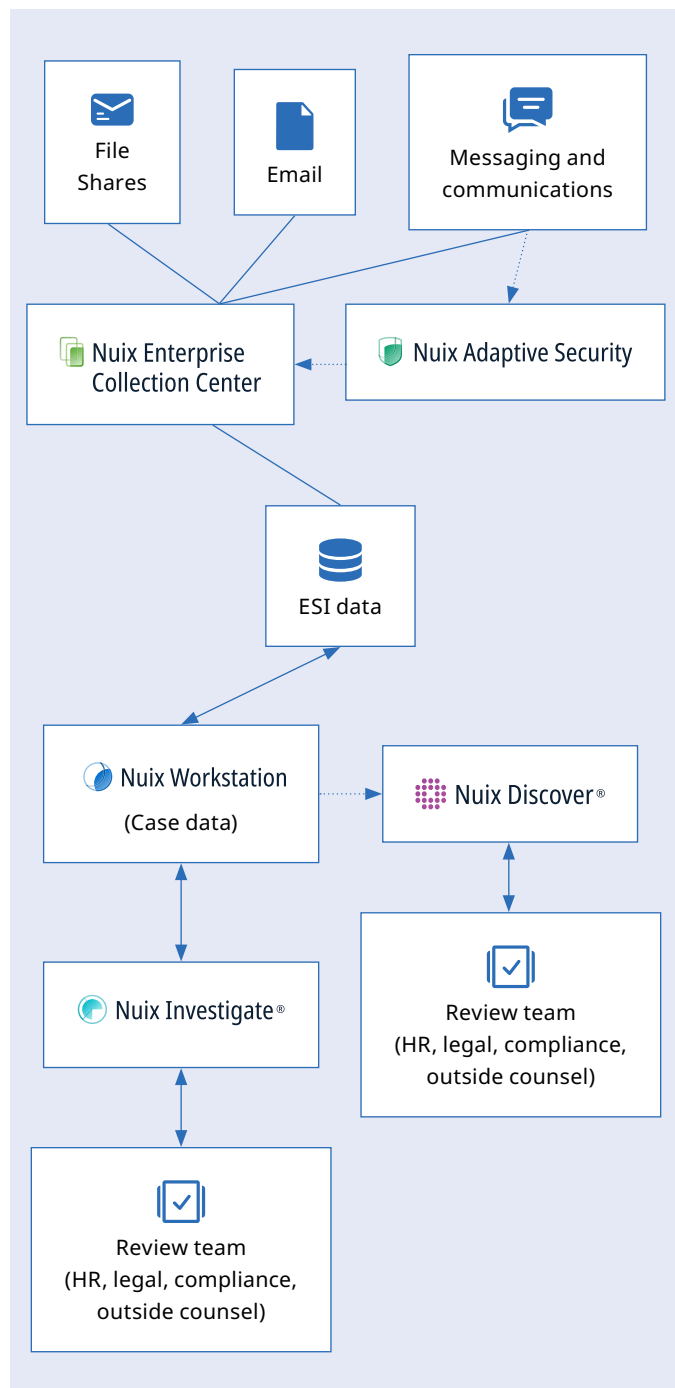 File
Shares
Email
Messaging and
communications
Nuix Enterprise
Collection Center
Nuix Adaptive Security
ESI data
Nuix Workstation
(Case data)
Nuix Discover®
Review team
(HR, legal, compliance,
outside counsel)
Nuix Investigate®
Review team
(HR, legal, compliance,
outside counsel)